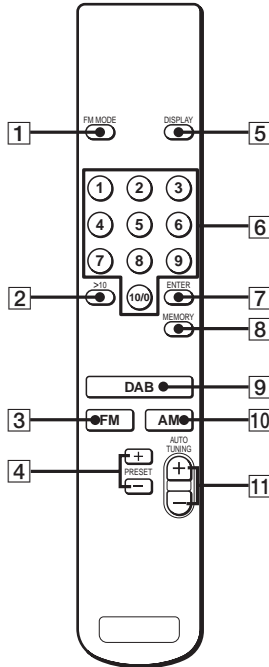 FM MODE DISPLAY
1 5
1 2 3
4 5 6
6
7 8 9
>10 10/0 ENTER
2 7
MEMORY
8
DAB
9
FM AM
3 10
AUTO
TUNING
+ +
4 PRESET
11
– –